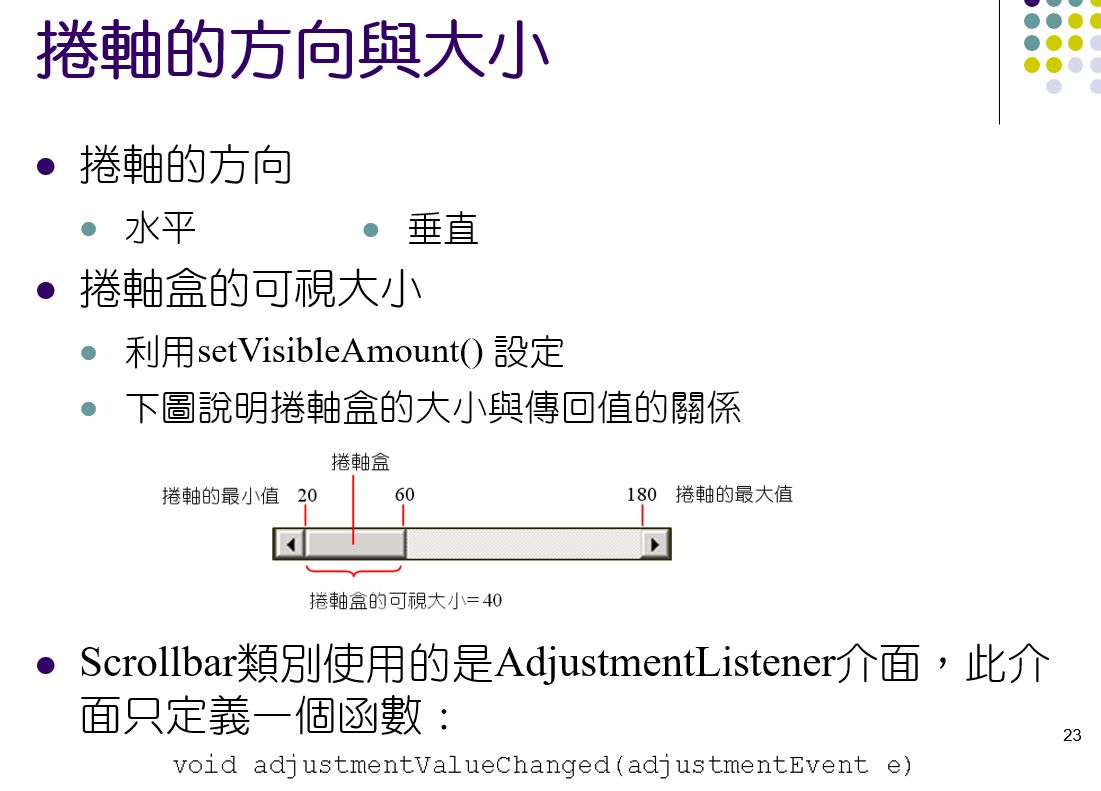 捲軸的方向與大小
捲軸的方向
水平 垂直
捲軸盒的可視大小
利用setVisibleAmount() 設定
下圖說明捲軸盒的大小與傳回值的關係
捲軸盒
捲軸的最小值 20 60 180 捲軸的最大值
捲軸盒的可視大小= 40
Scrollbar類別使用的是AdjustmentListener介面，此介
面只定義一個函數：
23
void adjustmentValueChanged(adjustmentEvent e)